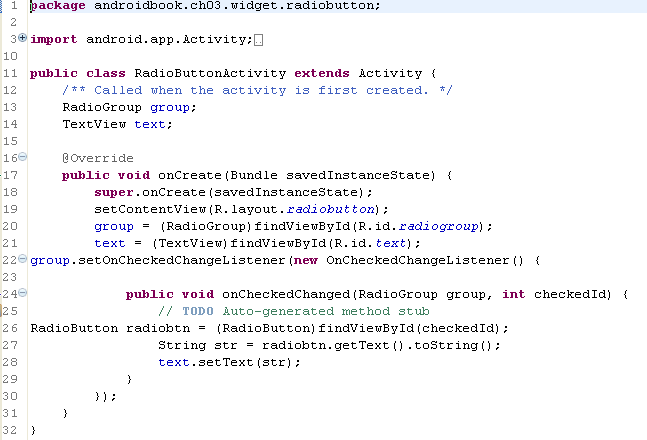 1 package androidbook.ch03.widget.radiobutton;
2
3 import android.app.Activity;
10
11 public class RadioButtonActivity extends Activity {
12     /** Called when the activity is first created. */
13     RadioGroup group;
14     TextView text;
15
16     @Override
17     public void onCreate(Bundle savedInstanceState) {
18         super.onCreate(savedInstanceState);
19         setContentView(R.layout.radiobutton);
20         group = (RadioGroup)findViewById(R.id.radiogroup);
21         text = (TextView)findViewById(R.id.text);
22 group.setOnCheckedChangeListener(new OnCheckedChangeListener() {
23
24             public void onCheckedChanged(RadioGroup group, int checkedId) {
25                 // TODO Auto-generated method stub
26 RadioButton radiobtn = (RadioButton)findViewById(checkedId);
27                 String str = radiobtn.getText().toString();
28                 text.setText(str);
29             }
30         });
31     }
32 }